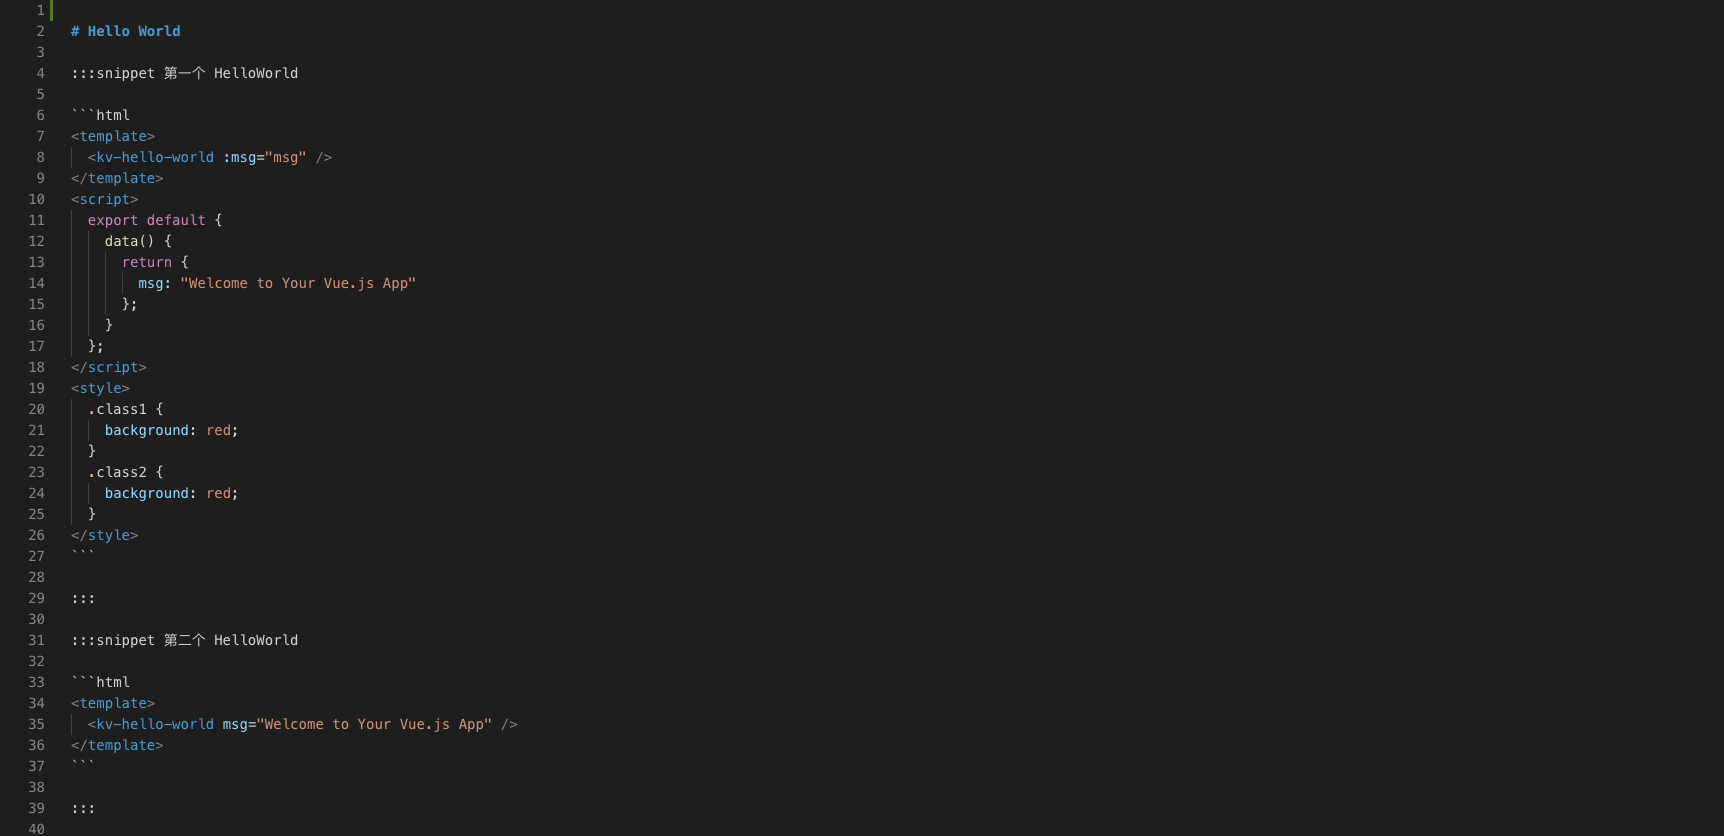 1
2 # Hello World
3
4 :::snippet 第一个 HelloWorld
5
6 ```html
7 <template>
8   <kv-hello-world :msg="msg" />
9 </template>
10 <script>
11   export default {
12     data() {
13       return {
14         msg: "Welcome to Your Vue.js App"
15       };
16     }
17   };
18 </script>
19 <style>
20   .class1 {
21     background: red;
22   }
23   .class2 {
24     background: red;
25   }
26 </style>
27 ```
28
29 :::
30
31 :::snippet 第二个 HelloWorld
32
33 ```html
34 <template>
35   <kv-hello-world msg="Welcome to Your Vue.js App" />
36 </template>
37 ```
38
39 :::
40